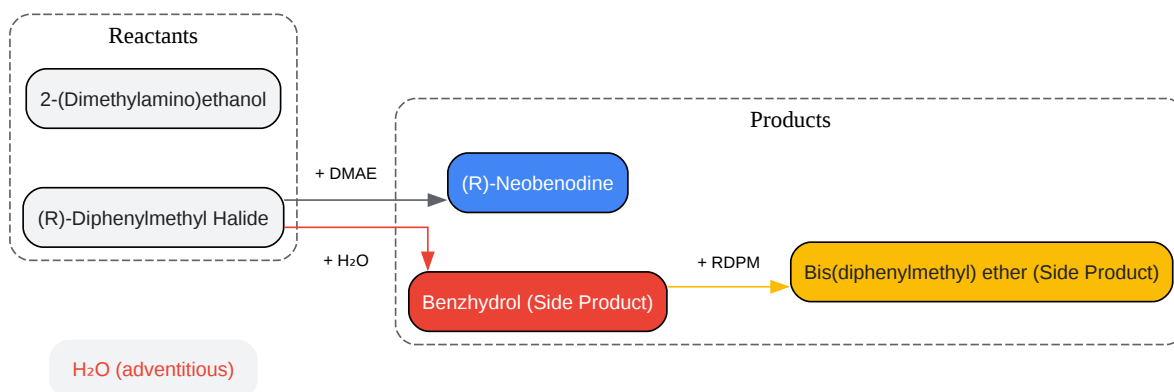 Reactants
2-(Dimethylamino)ethanol
Products
+ DMAE
(R)-Neobenodine
(R)-Diphenylmethyl Halide
+ H₂O
+ RDPM
Bis(diphenylmethyl) ether (Side Product)
Benzhydrol (Side Product)
H₂O (adventitious)